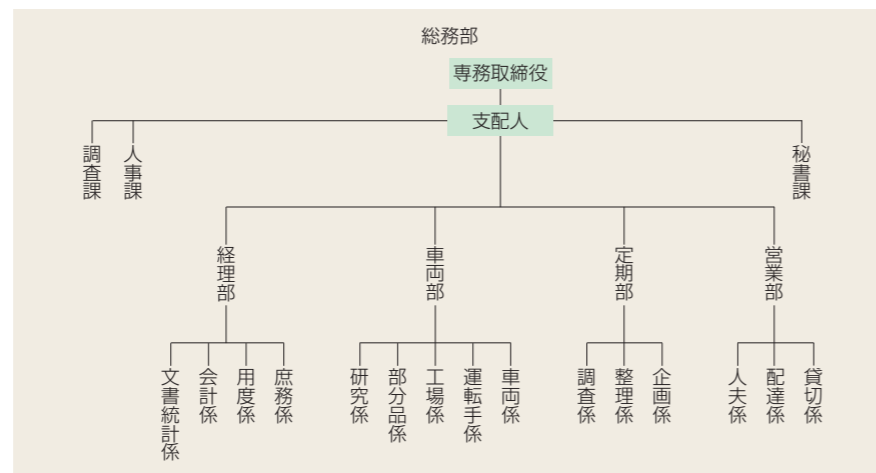 総務部
専務取締役
支配人
調査課
人事課
秘書課
経理部
車両部
定期部
営業部
文書統計係
会計係
用度係
庶務係
研究係
部分品係
工場係
運転手係
車両係
調査係
整理係
企画係
人夫係
配達係
貸切係